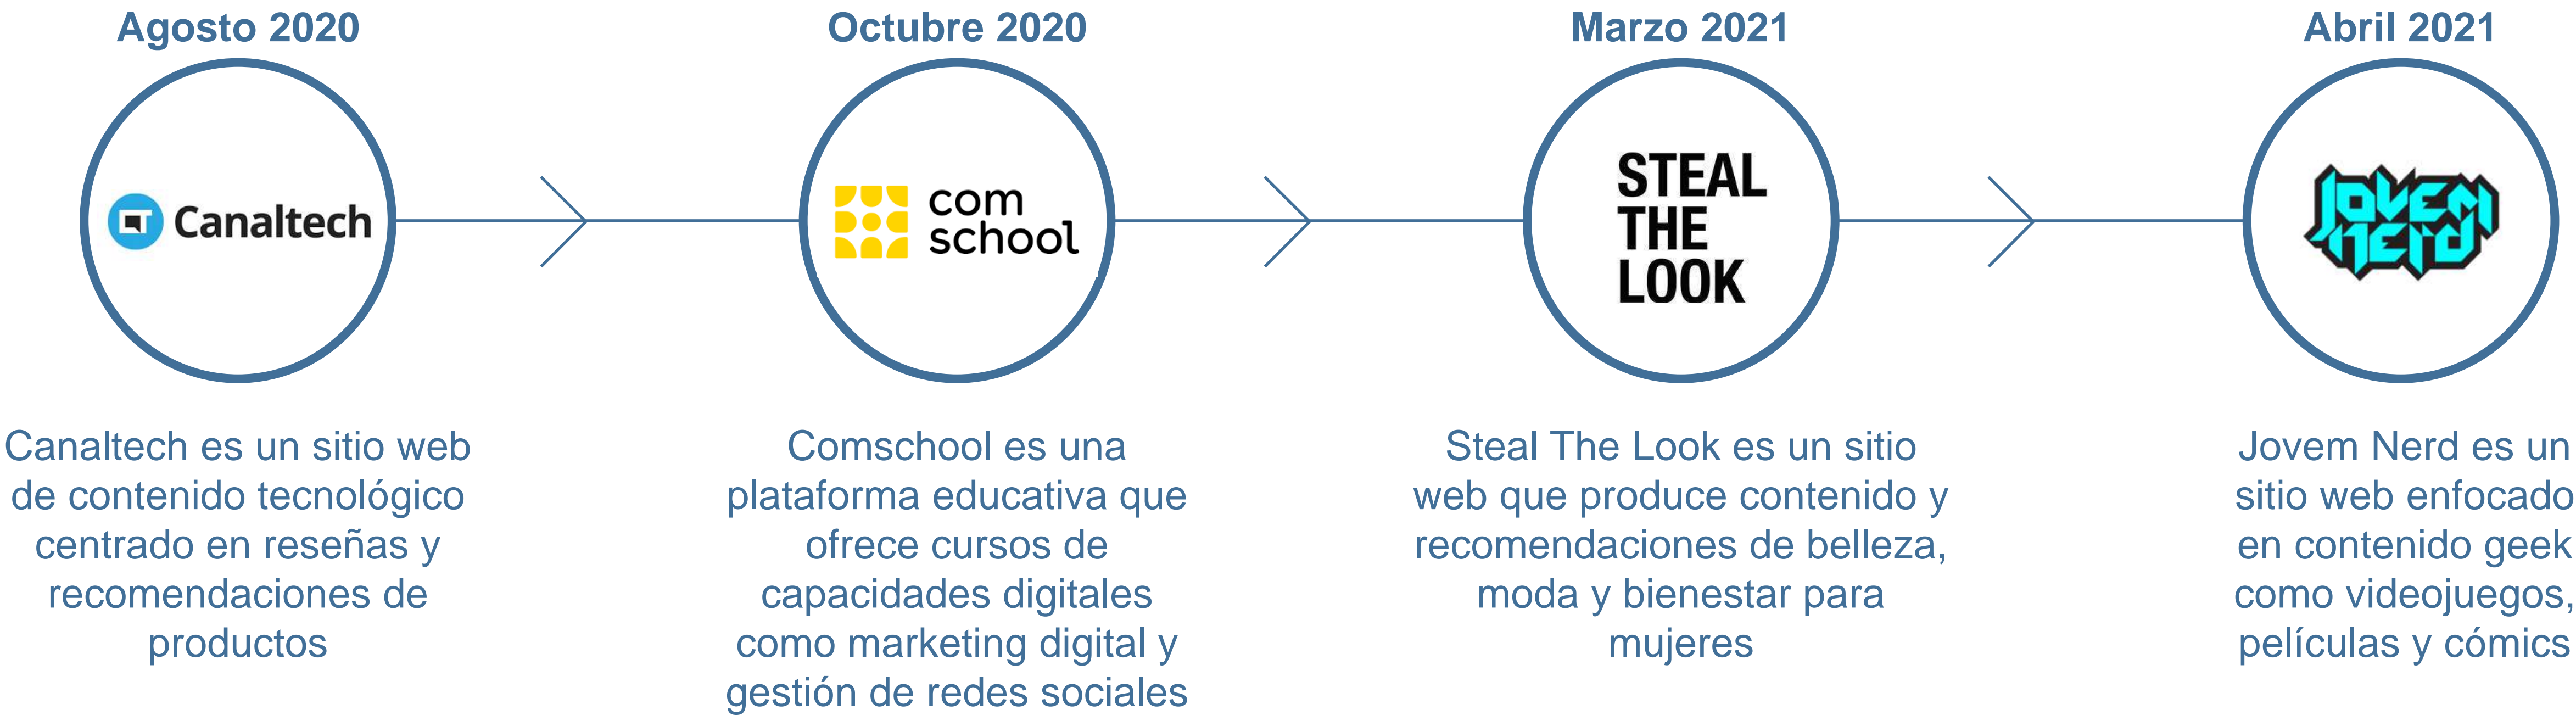 Agosto 2020
CT Canaltech
Canaltech es un sitio web
de contenido tecnológico
centrado en reseñas y
recomendaciones de
productos
Octubre 2020
com
school
Comschool es una
plataforma educativa que
ofrece cursos de
capacidades digitales
como marketing digital y
gestión de redes sociales
Marzo 2021
STEAL
THE
LOOK
Steal The Look es un sitio
web que produce contenido y
recomendaciones de belleza,
moda y bienestar para
mujeres
Abril 2021
JOVEM
NERD
Jovem Nerd es un
sitio web enfocado
en contenido geek
como videojuegos,
películas y cómics